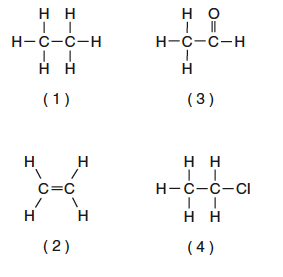 H H
H-C-C-H
H H
(1)
H O
H-C-C-H
H
(3)
H H
C=C
H H
(2)
H H
H-C-C-Cl
H H
(4)